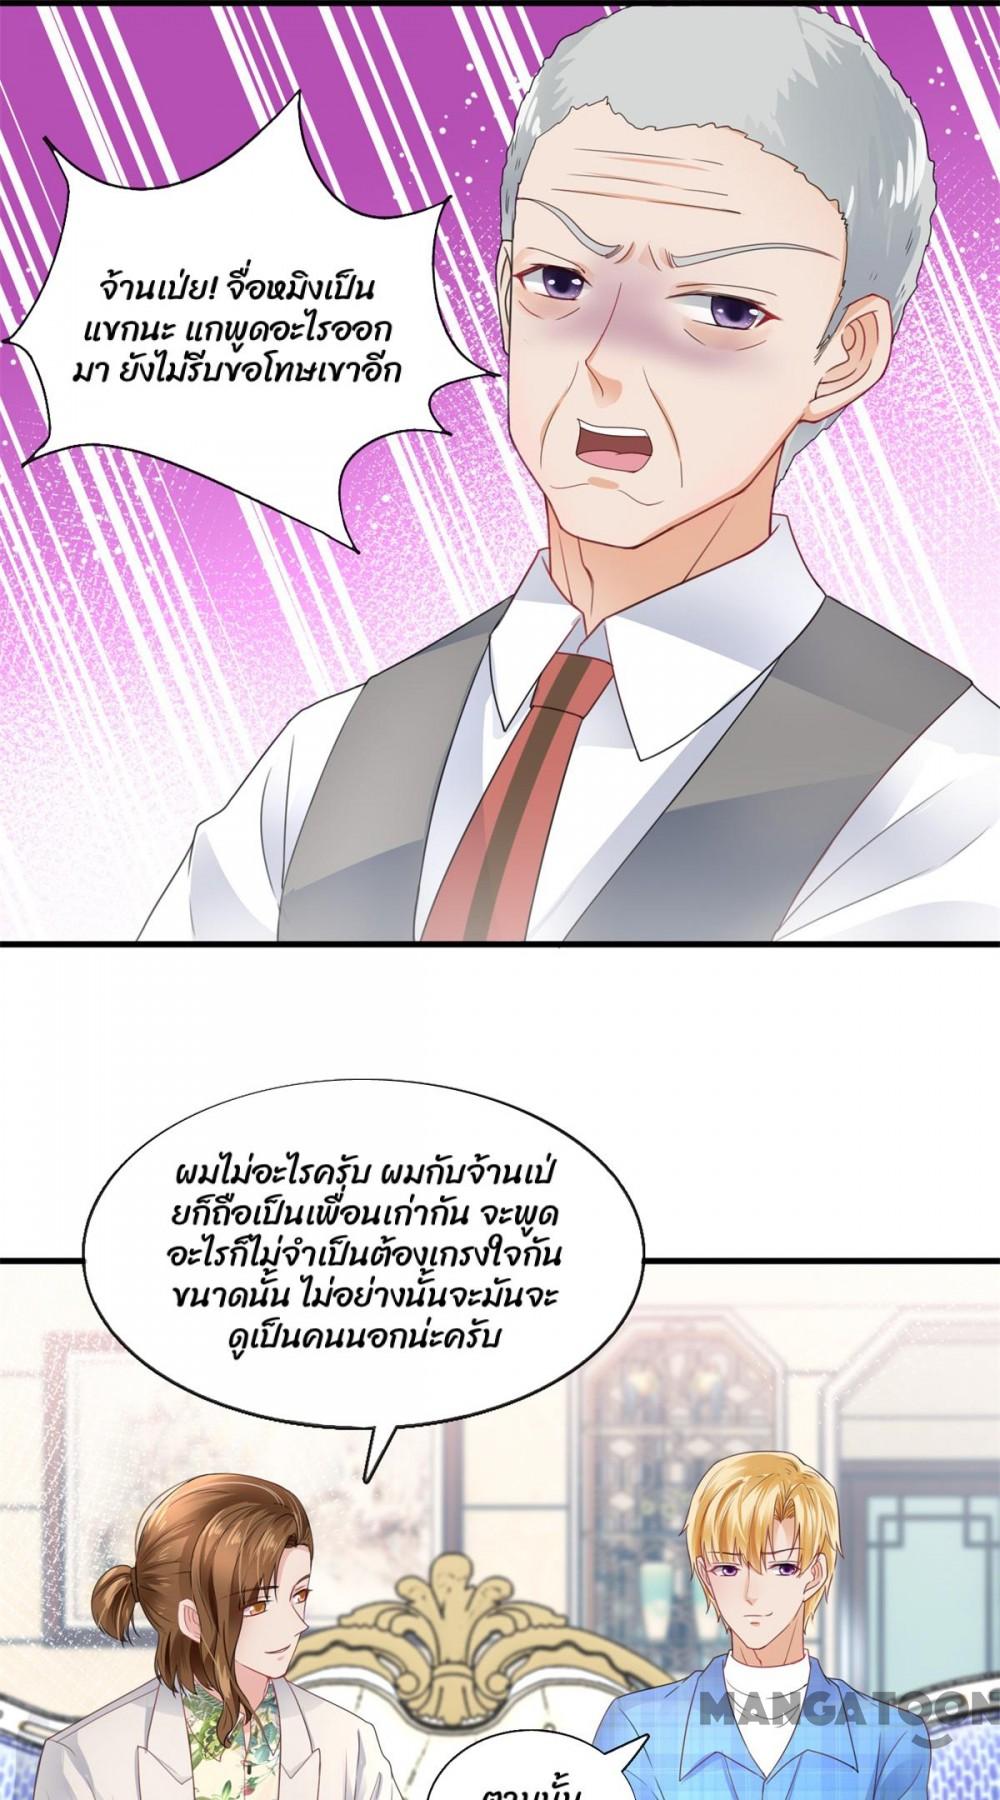 จ้านเป่ย! จื่อหมิงเป็น
แขกนะ แกพูดอะไรออก
มา ยังไม่รีบขอโทษเขาอีก
ผมไม่อะไรครับ ผมกับจ้านเป่
ยก็ถือเป็นเพื่อนเก่ากัน จะพูด
อะไรก็ไม่จำเป็นต้องเกรงใจกัน
ขนาดนั้น ไม่อย่างนั้นจะมันจะ
ดูเป็นคนนอกน่ะครับ
MANGATOON
ตามนั้น